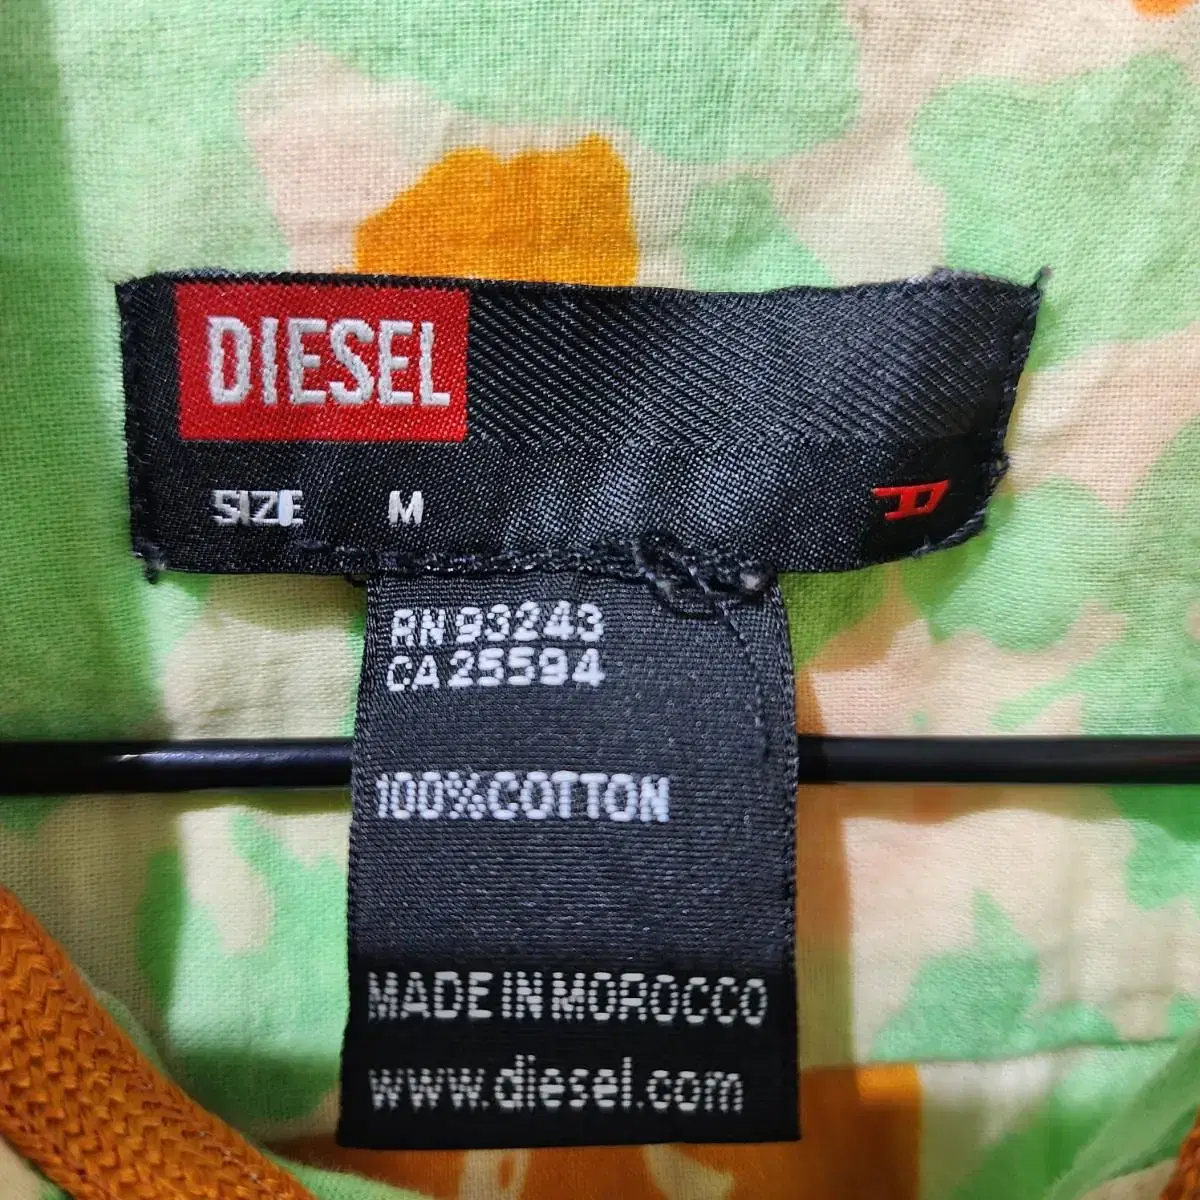 DIESEL
SIZE M
D
RN 93243
CA 25594
100%COTTON
MADE IN MOROCCO
www.diesel.com